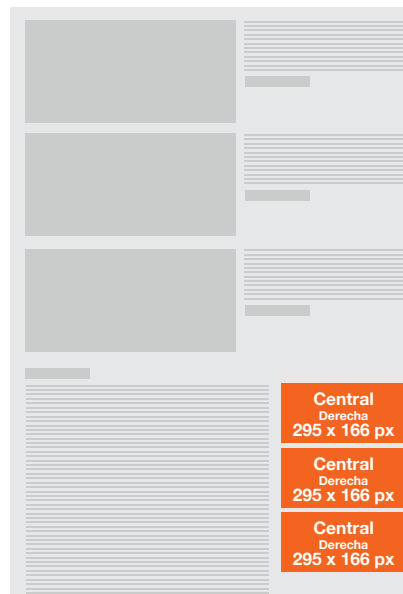 Central
Derecha
295 x 166 px
Central
Derecha
295 x 166 px
Central
Derecha
295 x 166 px